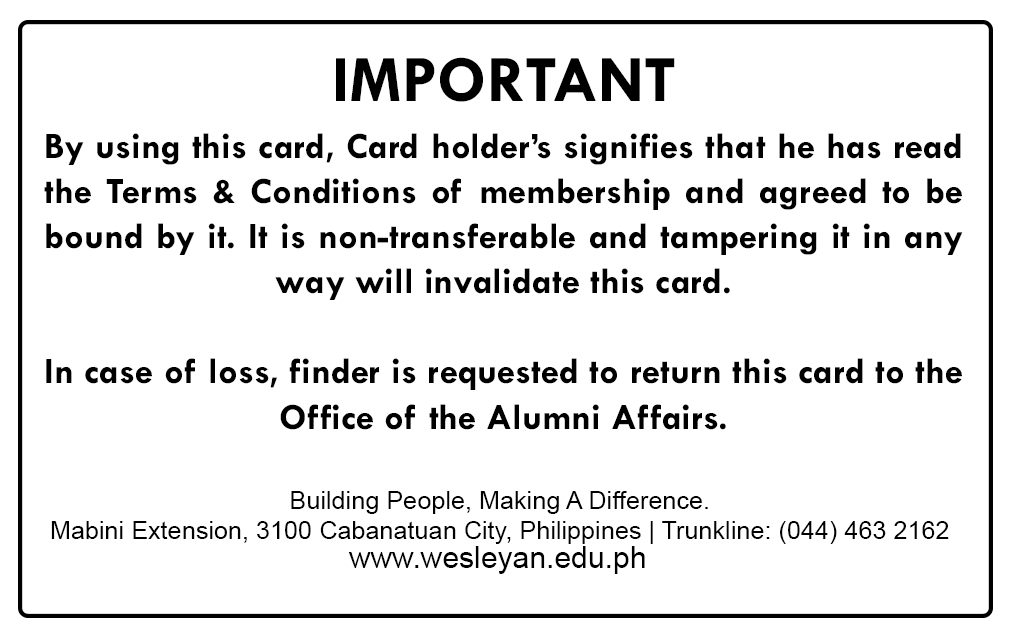 IMPORTANT
By using this card, Card holder’s signifies that he has read
the Terms & Conditions of membership and agreed to be
bound by it. It is non-transferable and tampering it in any
way will invalidate this card.
In case of loss, finder is requested to return this card to the
Office of the Alumni Affairs.
Building People, Making A Difference.
Mabini Extension, 3100 Cabanatuan City, Philippines | Trunkline: (044) 463 2162
www.wesleyan.edu.ph